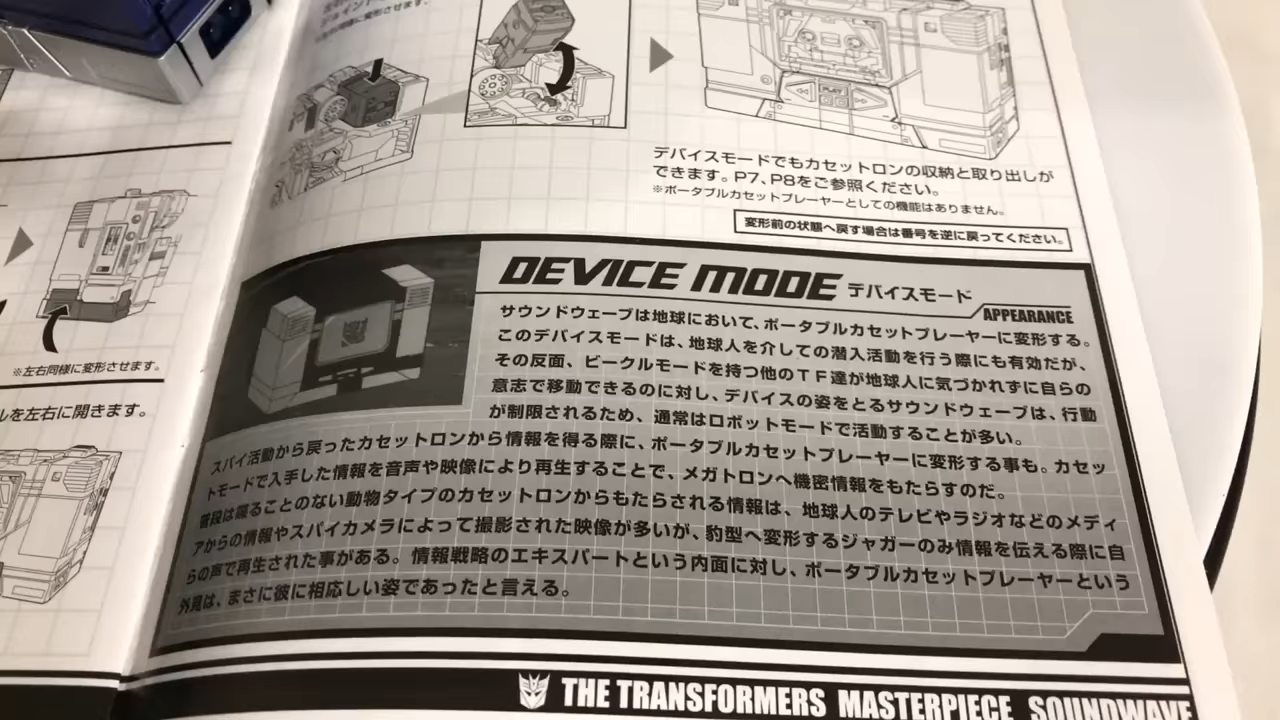 ※左右同様に変形させます。
ルを左右に開きます。
PLAY
デバイスモードでもカセットロンの収納と取り出しが
できます。P7、P8をご参照ください。
※ポータブルカセットプレーヤーとしての機能はありません。
変形前の状態へ戻す場合は番号を逆に戻ってください。
DEVICE MODE デバイスモード
APPEARANCE
サウンドウェーブは地球において、ポータブルカセットプレーヤーに変形する。
このデバイスモードは、地球人を介しての潜入活動を行う際にも有効だが、
その反面、ビークルモードを持つ他のTF達が地球人に気づかれずに自らの
意志で移動できるのに対し、デバイスの姿をとるサウンドウェーブは、行動
が制限されるため、通常はロボットモードで活動することが多い。
スパイ活動から戻ったカセットロンから情報を得る際に、ポータブルカセットプレーヤーに変形する事も。カセッ
トモードで入手した情報を音声や映像により再生することで、メガトロンへ機密情報をもたらすのだ。
普段は喋ることのない動物タイプのカセットロンからもたらされる情報は、地球人のテレビやラジオなどのメディ
アからの情報やスパイカメラによって撮影された映像が多いが、豹型へ変形するジャガーのみ情報を伝える際に自
らの声で再生された事がある。情報戦略のエキスパートという内面に対し、ポータブルカセットプレーヤーという
外見は、まさに彼に相応しい姿であったと言える。
THE TRANSFORMERS MASTERPIECE SOUNDWAVE